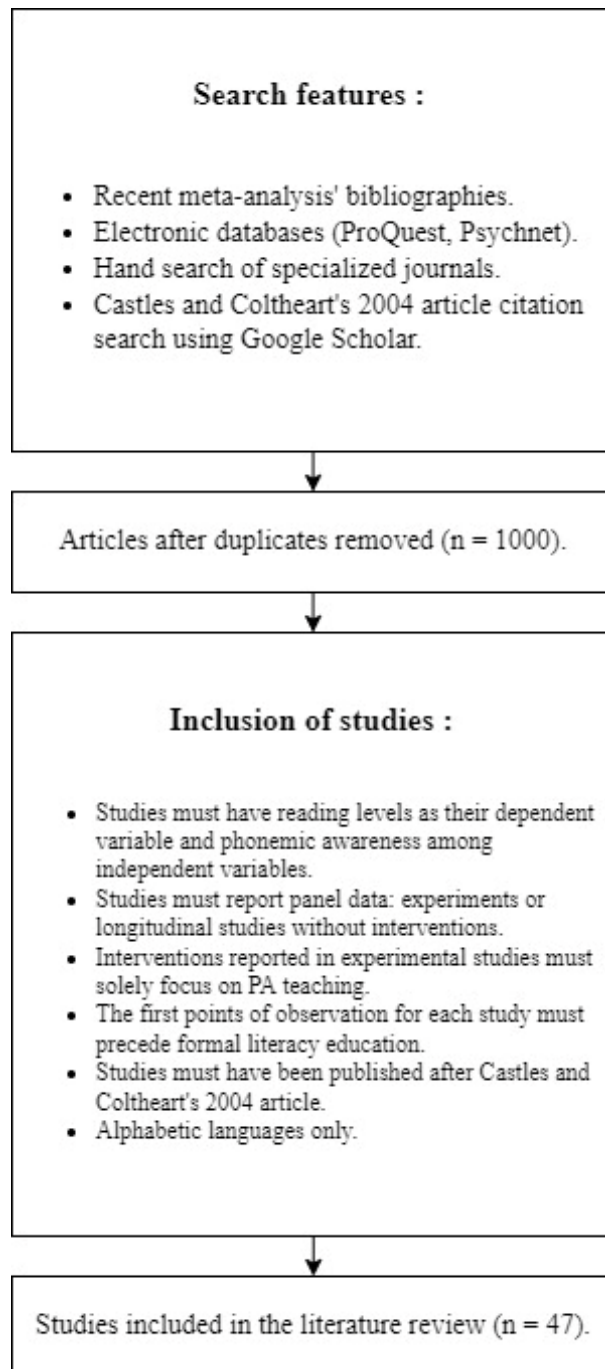 Search features :
• Recent meta-analysis' bibliographies.
• Electronic databases (ProQuest, Psychnet).
• Hand search of specialized journals.
• Castles and Coltheart's 2004 article citation
search using Google Scholar.
Articles after duplicates removed (n = 1000).
Inclusion of studies :
• Studies must have reading levels as their dependent
variable and phonemic awareness among
independent variables.
• Studies must report panel data: experiments or
longitudinal studies without interventions.
• Interventions reported in experimental studies must
solely focus on PA teaching.
• The first points of observation for each study must
precede formal literacy education.
• Studies must have been published after Castles and
Coltheart's 2004 article.
• Alphabetic languages only.
Studies included in the literature review (n = 47).